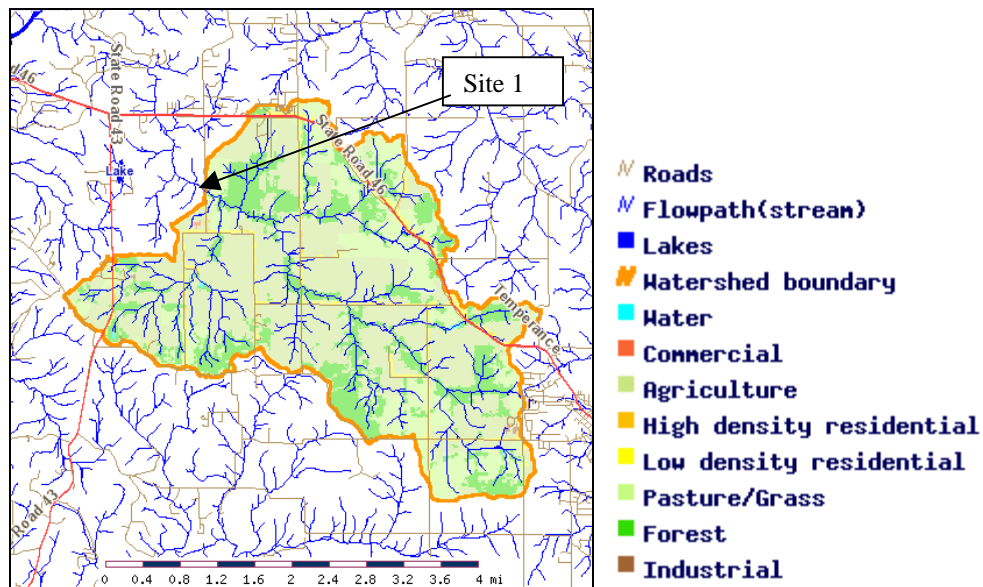 Site 1
d 46
State Road 43
State Road 46
Lake
Temperance
Road 43
0 0.4 0.8 1.2 1.6 2 2.4 2.8 3.2 3.6 4 mi
Roads
Flowpath(stream)
Lakes
Watershed boundary
Water
Commercial
Agriculture
High density residential
Low density residential
Pasture/Grass
Forest
Industrial